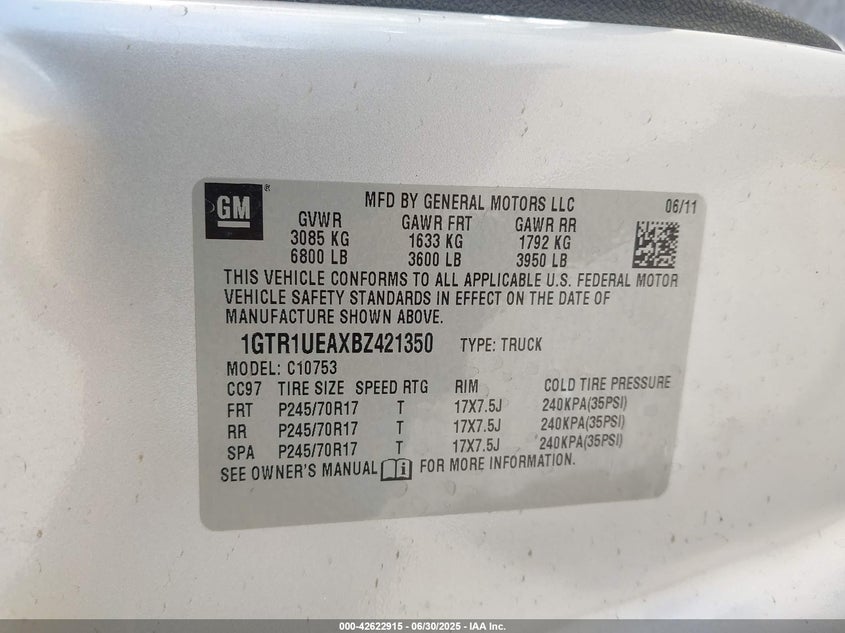 GM
MFD BY GENERAL MOTORS LLC 06/11
GVWR GAWR FRT GAWR RR
3085 KG 1633 KG 1792 KG
6800 LB 3600 LB 3950 LB
THIS VEHICLE CONFORMS TO ALL APPLICABLE U.S. FEDERAL MOTOR
VEHICLE SAFETY STANDARDS IN EFFECT ON THE DATE OF
MANUFACTURE SHOWN ABOVE.
1GTR1UEAXBZ421350 TYPE: TRUCK
MODEL: C10753
CC97 TIRE SIZE SPEED RTG RIM COLD TIRE PRESSURE
FRT P245/70R17 T 17X7.5J 240KPA(35PSI)
RR P245/70R17 T 17X7.5J 240KPA(35PSI)
SPA P245/70R17 T 17X7.5J 240KPA(35PSI)
SEE OWNER'S MANUAL FOR MORE INFORMATION.
000-42622915 - 06/30/2025 - IAA Inc.